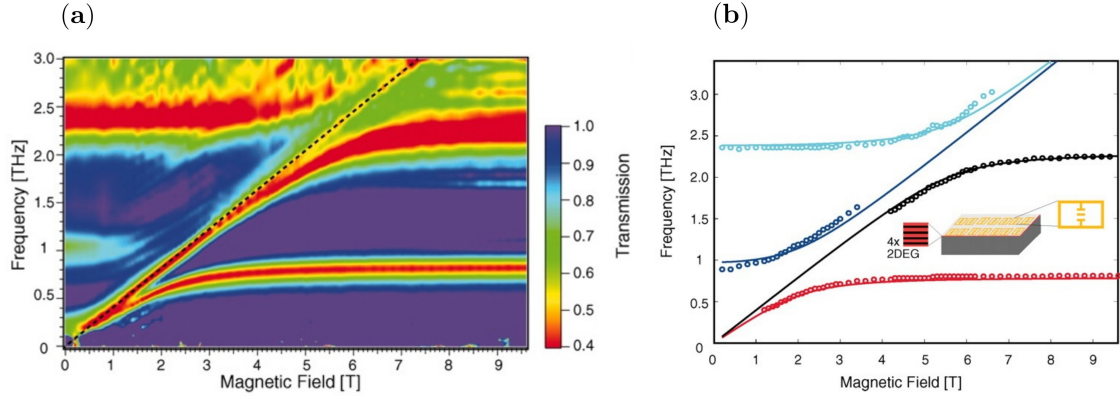 (a)
(b)
3.0
2.5
2.0
1.5
1
0.5
0
Frequency [THz]
0 1 2 3 4 5 6 7 8 9
Magnetic Field [T]
1.0
0.9
0.8
0.7
0.6
0.5
0.4
Transmission
3.0
2.5
2.0
1.5
1
0.5
0
Frequency [THz]
0 1 2 3 4 5 6 7 8 9
Magnetic Field [T]
4x
2DEG